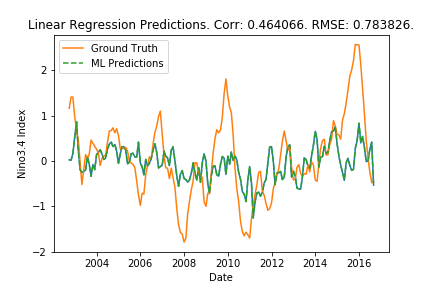 Linear Regression Predictions. Corr: 0.464066. RMSE: 0.783826.
Ground Truth
ML Predictions
Nino3.4 Index
2
1
0
−1
−2
2004 2006 2008 2010 2012 2014 2016
Date